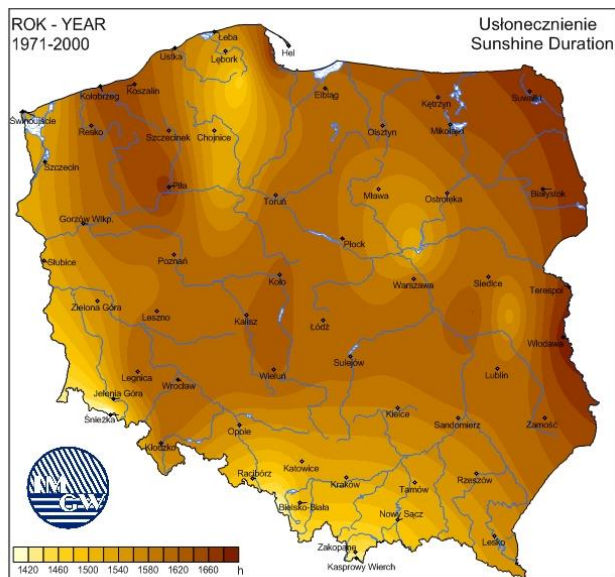 ROK - YEAR
1971-2000
Usłonecznienie
Sunshine Duration
Łeba
Ustka
Lębork
Hel
Koszalin
Kołobrzeg
Świnoujście
Resko
Szczecinek
Chojnice
Elbląg
Kętrzyn
Suwałki
Olsztyn
Mikołajki
Szczecin
Piła
Toruń
Mława
Ostrołęka
Białystok
Gorzów Wlkp.
Płock
Słubice
Poznań
Koło
Warszawa
Siedlce
Terespol
Zielona Góra
Leszno
Kalisz
Łódź
Włodawa
Sulejów
Legnica
Wrocław
Wieluń
Lublin
Jelenia Góra
Śnieżka
Kielce
Sandomierz
Zamość
Opole
Kłodzko
Katowice
Racibórz
Kraków
Tarnów
Rzeszów
Bielsko-Biała
Nowy Sącz
Lesko
Zakopane
Kasprowy Wierch
IM
GW
1420 1460 1500 1540 1580 1620 1660 h